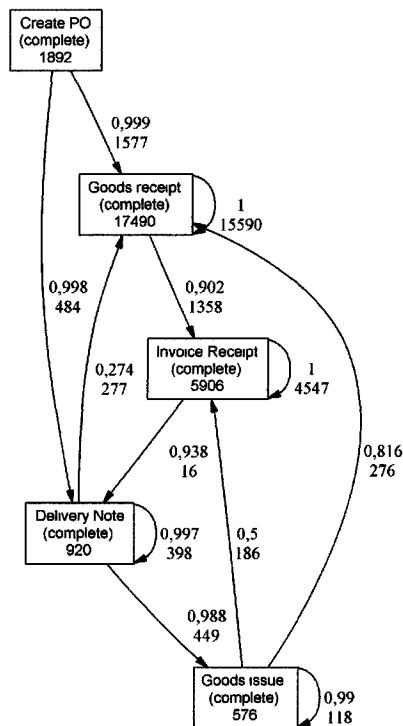 Create PO
(complete)
1892
0,999
1577
Goods receipt
(complete)
17490
1
15590
0,998
484
0,902
1358
0,274
277
Invoice Receipt
(complete)
5906
1
4547
0,938
16
0,816
276
Delivery Note
(complete)
920
0,997
398
0,5
186
0,988
449
Goods issue
(complete)
576
0,99
118